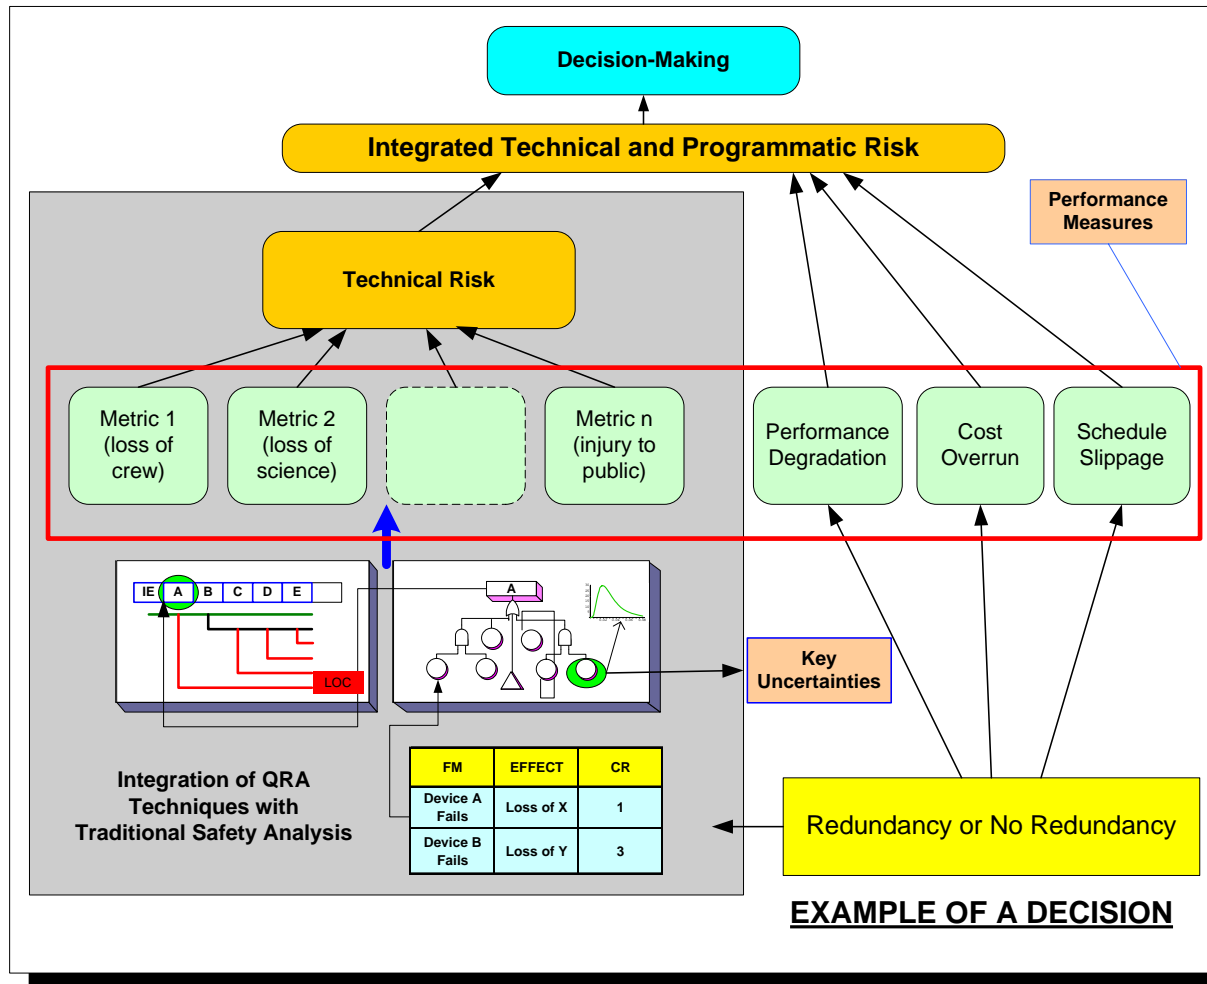 Decision-Making
Integrated Technical and Programmatic Risk
Performance
Measures
Technical Risk
Metric 1
(loss of
crew)
Metric 2
(loss of
science)
Metric n
(injury to
public)
Performance
Degradation
Cost
Overrun
Schedule
Slippage
IE A B C D E
LOC
A
Key
Uncertainties
Integration of QRA
Techniques with
Traditional Safety Analysis
FM EFFECT CR
Device A
Fails
Loss of X
1
Device B
Fails
Loss of Y
3
Redundancy or No Redundancy
EXAMPLE OF A DECISION